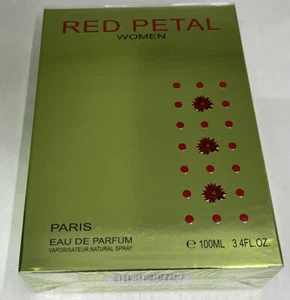 RED PETAL
WOMEN
PARIS
EAU DE PARFUM
VAPORISATEUR NATURAL SPRAY
℮ 100ML 3.4FL.OZ.